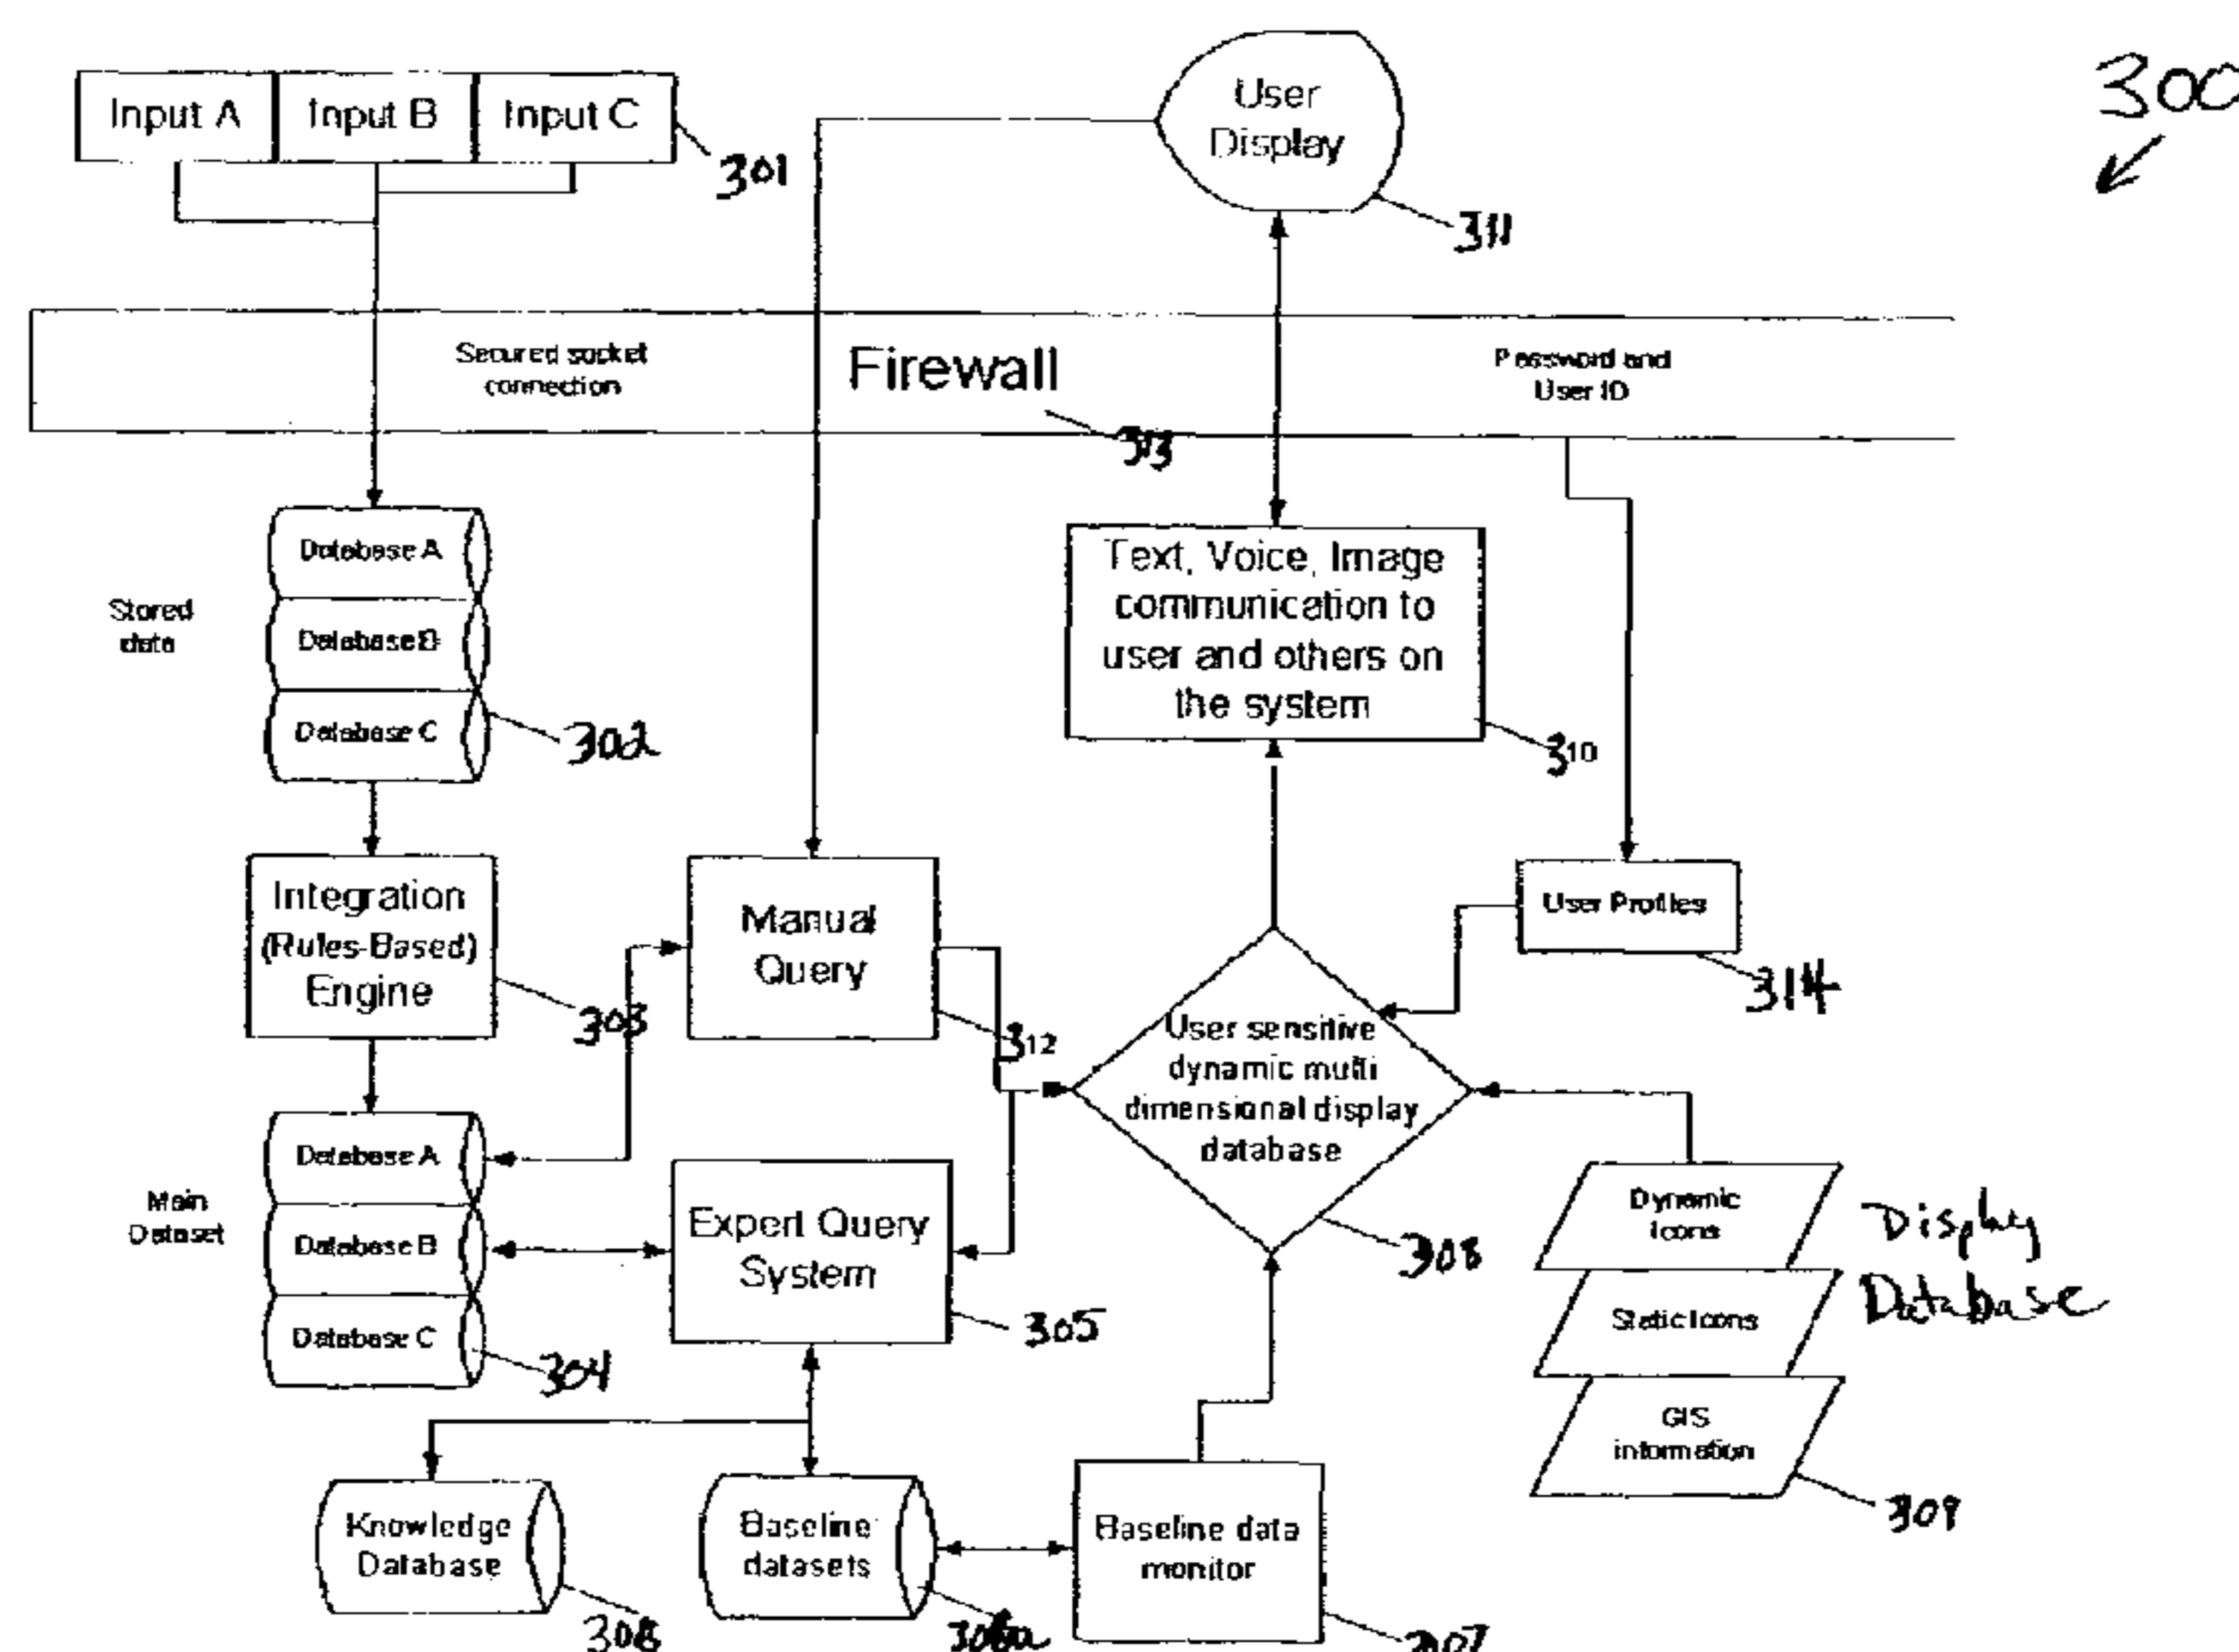 300
Input A
Input B
Input C
301
User
Display
311
Secured socket
connection
Firewall
313
Password and
User ID
Stored
data
Database A
Database B
Database C
302
Text, Voice, Image
communication to
user and others on
the system
310
Integration
(Rules-Based)
Engine
303
Manual
Query
312
User Profiles
314
User sensitive
dynamic multi
dimensional display
database
308
Main
Dataset
Database A
Database B
Database C
304
Expert Query
System
305
Dynamic
Icons
Static Icons
GIS
information
309
Display
Database
Knowledge
Database
306
Baseline
datasets
306a
Baseline data
monitor
307